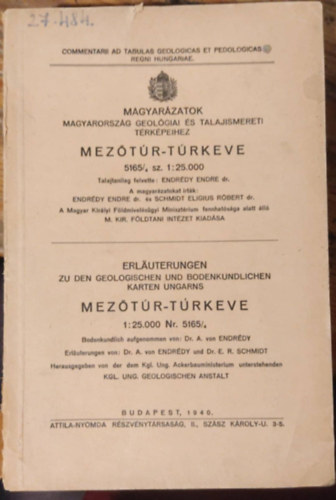 27.484.
COMMENTARII AD TABULAS GEOLOGICAS ET PEDOLOGICAS
REGNI HUNGARIAE.
MAGYARÁZATOK
MAGYARORSZÁG GEOLÓGIAI ÉS TALAJISMERETI
TÉRKÉPEIHEZ
MEZŐTÚR-TÚRKEVE
5165/, sz. 1:25.000
Talajtanilag felvette: ENDRÉDY ENDRE dr.
A magyarázatokat írták:
ENDRÉDY ENDRE dr. és SCHMIDT ELIGIUS RÓBERT dr.
A Magyar Királyi Földmívelésügyi Minisztérium fennhatósága alatt álló
M. KIR. FÖLDTANI INTÉZET KIADÁSA
ERLÄUTERUNGEN
ZU DEN GEOLOGISCHEN UND BODENKUNDLICHEN
KARTEN UNGARNS
MEZŐTÚR-TÚRKEVE
1:25.000 Nr. 5165/,
Bodenkundlich aufgenommen von: Dr. A. von ENDRÉDY
Erläuterungen von: Dr. A. von ENDRÉDY und Dr. E. R. SCHMIDT
Herausgegeben von der dem Kgl. Ung. Ackerbauministerium unterstehenden
KGL. UNG. GEOLOGISCHEN ANSTALT
BUDAPEST, 1940.
ATTILA-NYOMDA RÉSZVÉNYTÁRSASÁG, II., SZÁSZ KÁROLY-U. 3-5.